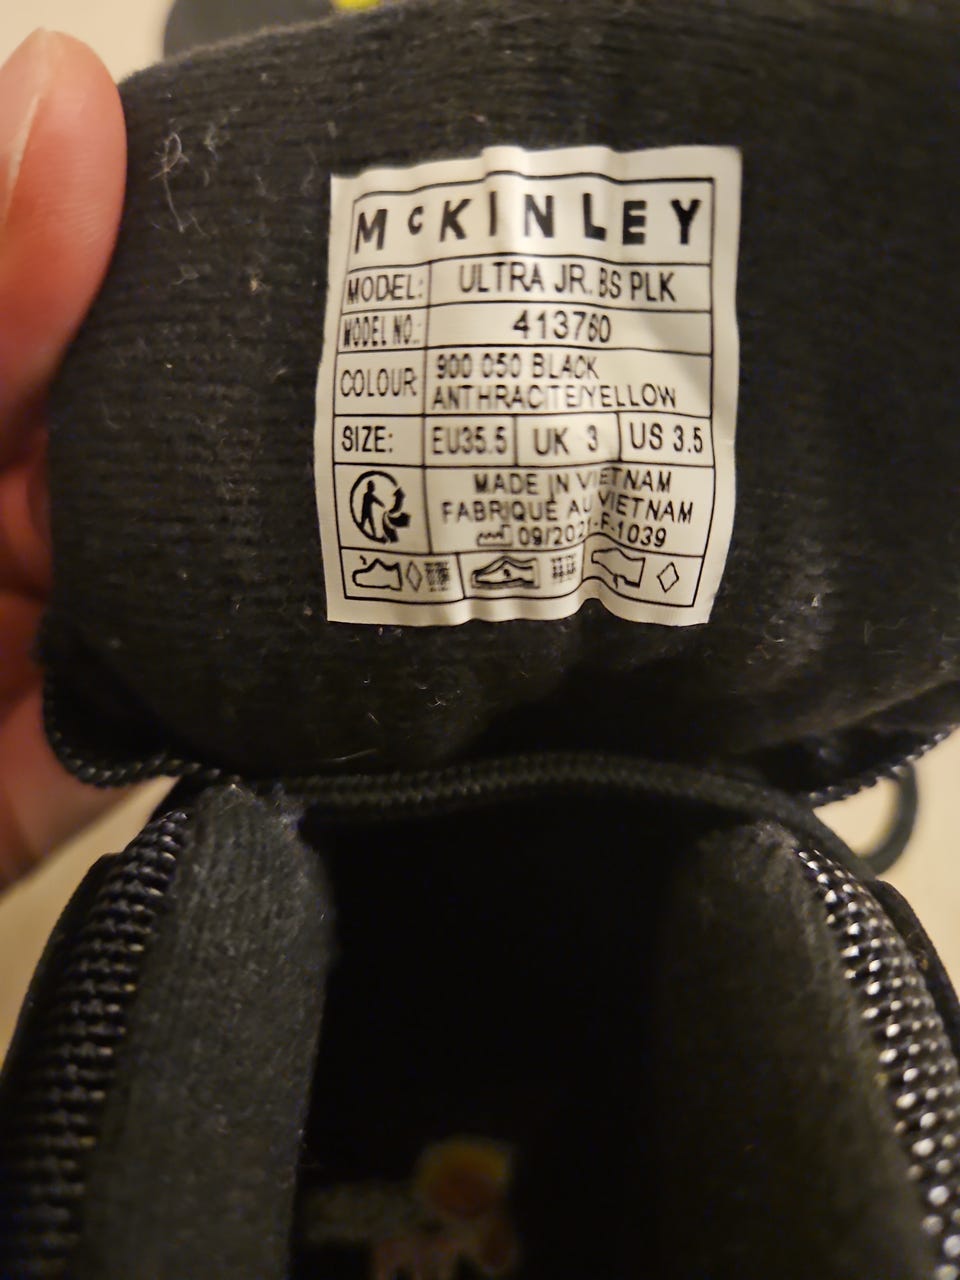 McKINLEY
MODEL: ULTRA JR. BS PLK
MODEL NO.: 413760
COLOUR 900 050 BLACK
ANTHRACITE/YELLOW
SIZE: EU35.5 UK 3 US 3.5
MADE IN VIETNAM
FABRIQUÉ AU VIETNAM
09/2021-F-1039